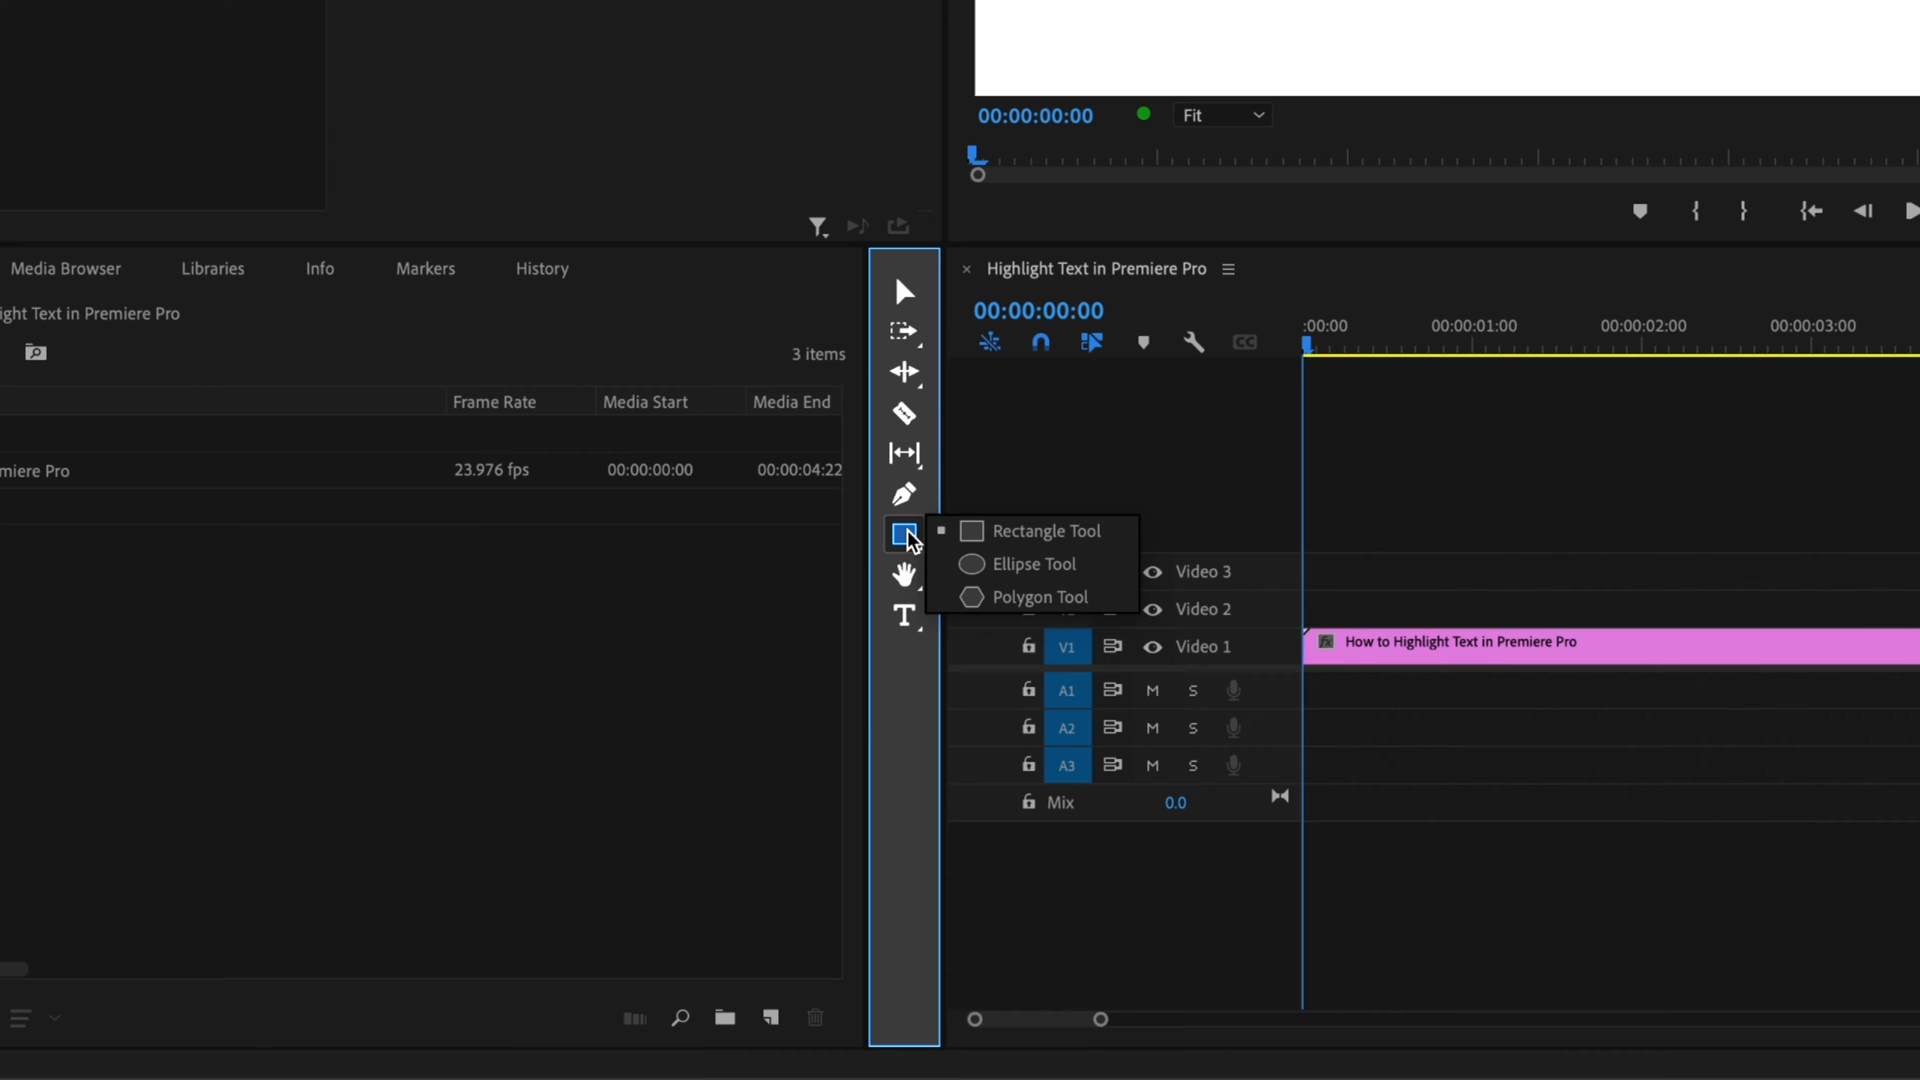 00:00:00:00
Fit
Media Browser
Libraries
Info
Markers
History
ight Text in Premiere Pro
3 items
Frame Rate
Media Start
Media End
miere Pro
23.976 fps
00:00:00:00
00:00:04:22
× Highlight Text in Premiere Pro
00:00:00:00
CC
:00:00
00:00:01:00
00:00:02:00
00:00:03:00
Rectangle Tool
Ellipse Tool
Polygon Tool
T
Video 3
Video 2
V1
Video 1
fx How to Highlight Text in Premiere Pro
A1 M S
A2 M S
A3 M S
Mix 0.0